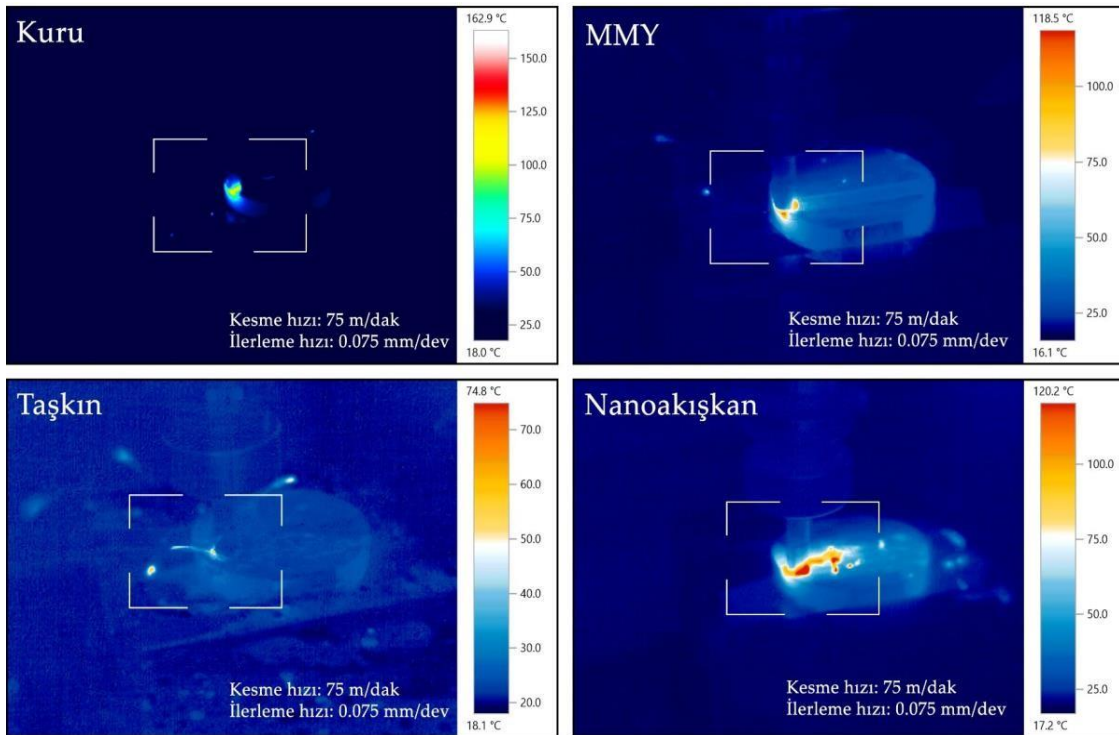 Kuru
162.9 °C
150.0
125.0
100.0
75.0
50.0
25.0
18.0 °C
Kesme hızı: 75 m/dak
İlerleme hızı: 0.075 mm/dev
MMY
118.5 °C
100.0
75.0
50.0
25.0
16.1 °C
Kesme hızı: 75 m/dak
İlerleme hızı: 0.075 mm/dev
Taşkın
74.8 °C
70.0
60.0
50.0
40.0
30.0
20.0
18.1 °C
Kesme hızı: 75 m/dak
İlerleme hızı: 0.075 mm/dev
Nanoakışkan
120.2 °C
100.0
75.0
50.0
25.0
17.2 °C
Kesme hızı: 75 m/dak
İlerleme hızı: 0.075 mm/dev